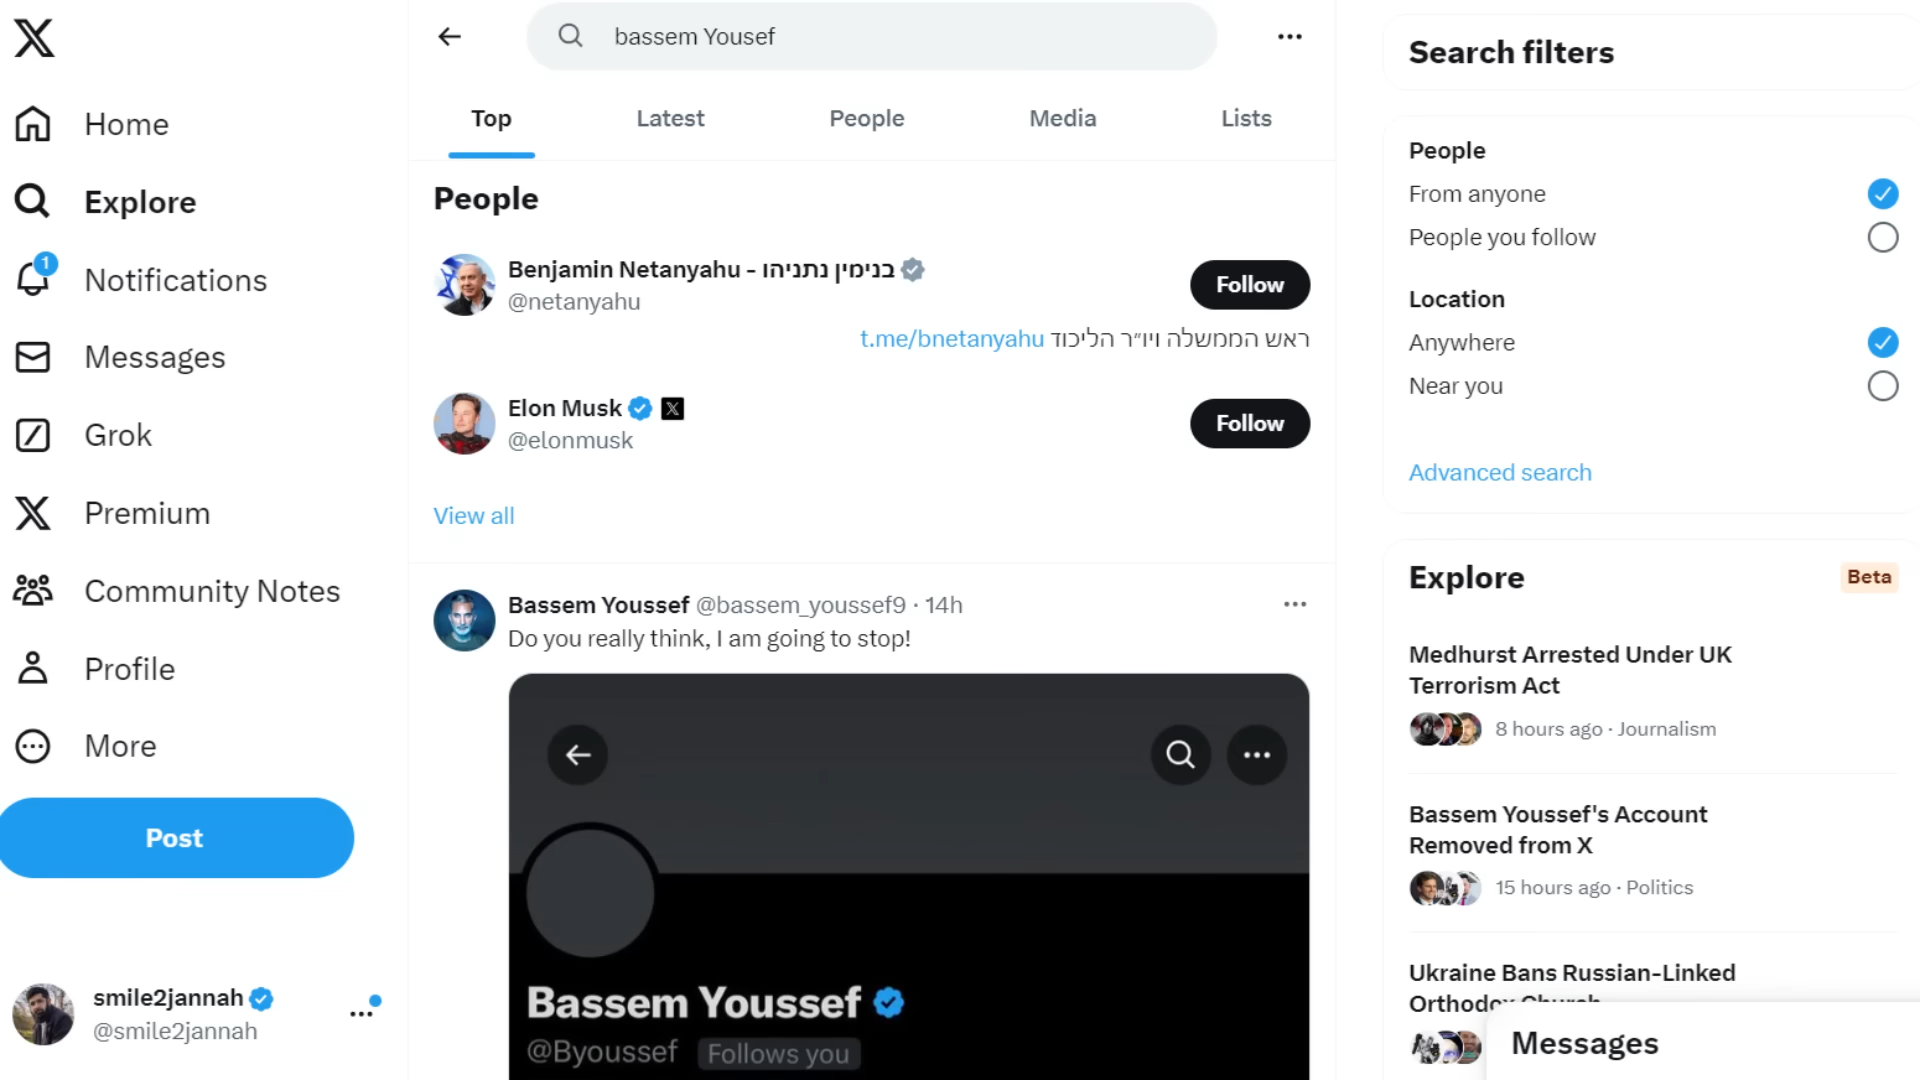 Home
Explore
1
Notifications
Messages
Grok
Premium
Community Notes
Profile
More
Post
smile2jannah
@smile2jannah
bassem Yousef
Top
Latest
People
Media
Lists
People
Benjamin Netanyahu - בנימין נתניהו
@netanyahu
Follow
ראש הממשלה ויו״ר הליכוד t.me/bnetanyahu
Elon Musk
@elonmusk
Follow
View all
Bassem Youssef @bassem_youssef9 · 14h
Do you really think, I am going to stop!
Bassem Youssef
@Byoussef Follows you
Search filters
People
From anyone
People you follow
Location
Anywhere
Near you
Advanced search
Explore
Beta
Medhurst Arrested Under UK
Terrorism Act
8 hours ago · Journalism
Bassem Youssef's Account
Removed from X
15 hours ago · Politics
Ukraine Bans Russian-Linked
Orthodox Church
Messages